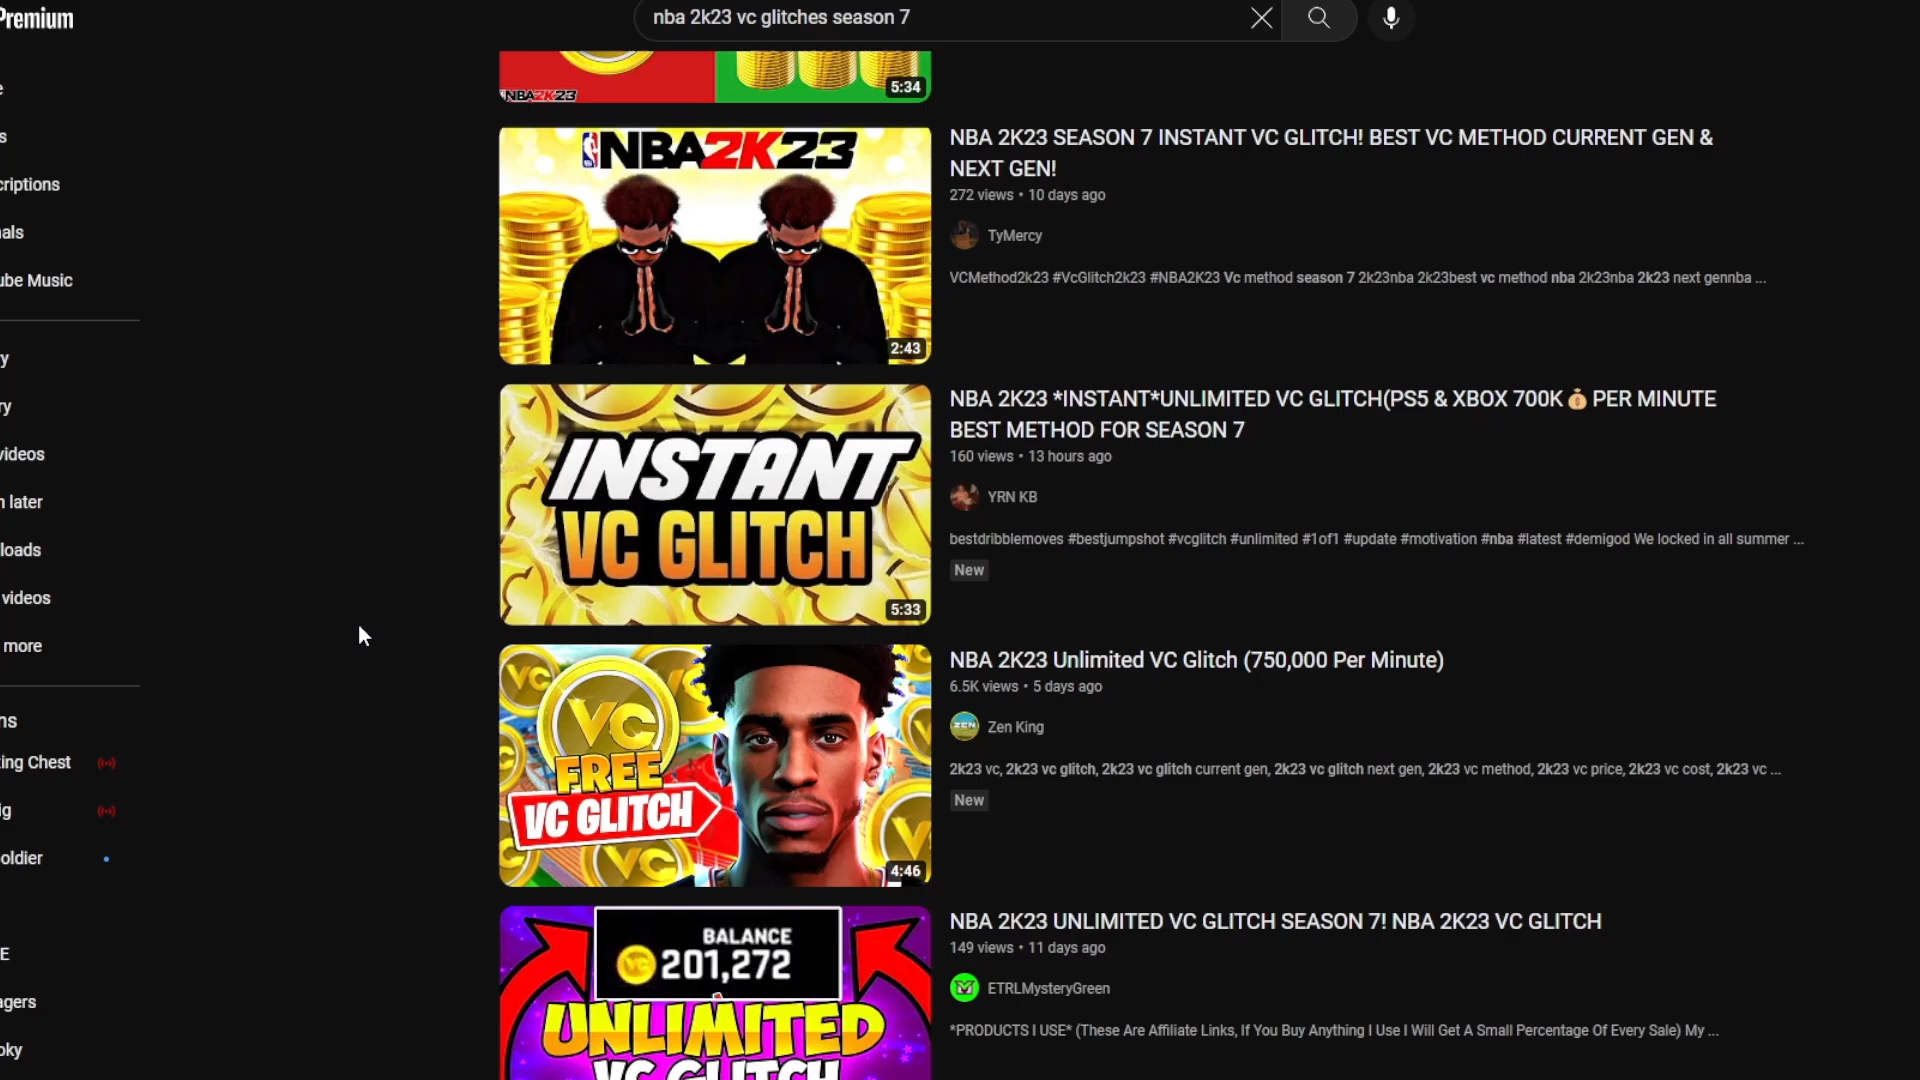 Premium
nba 2k23 vc glitches season 7
e
s
criptions
als
ube Music
ry
ry
videos
n later
loads
videos
more
ns
ing Chest
ig
oldier
E
agers
oky
NBA2K23
5:34
NBA2K23
2:43
NBA 2K23 SEASON 7 INSTANT VC GLITCH! BEST VC METHOD CURRENT GEN &
NEXT GEN!
272 views • 10 days ago
TyMercy
VCMethod2k23 #VcGlitch2k23 #NBA2K23 Vc method season 7 2k23nba 2k23best vc method nba 2k23nba 2k23 next gennba ...
INSTANT
VC GLITCH
5:33
NBA 2K23 *INSTANT*UNLIMITED VC GLITCH(PS5 & XBOX 700K💰 PER MINUTE
BEST METHOD FOR SEASON 7
160 views • 13 hours ago
YRN KB
bestdribblemoves #bestjumpshot #vcglitch #unlimited #1of1 #update #motivation #nba #latest #demigod We locked in all summer ...
New
VC
VC
FREE
VC GLITCH
VC
VC
4:46
NBA 2K23 Unlimited VC Glitch (750,000 Per Minute)
6.5K views • 5 days ago
ZEN
Zen King
2k23 vc, 2k23 vc glitch, 2k23 vc glitch current gen, 2k23 vc glitch next gen, 2k23 vc method, 2k23 vc price, 2k23 vc cost, 2k23 vc ...
New
BALANCE
VC 201,272
UNLIMITED
VC GLITCH
NBA 2K23 UNLIMITED VC GLITCH SEASON 7! NBA 2K23 VC GLITCH
149 views • 11 days ago
ETRLMysteryGreen
*PRODUCTS I USE* (These Are Affiliate Links, If You Buy Anything I Use I Will Get A Small Percentage Of Every Sale) My ...